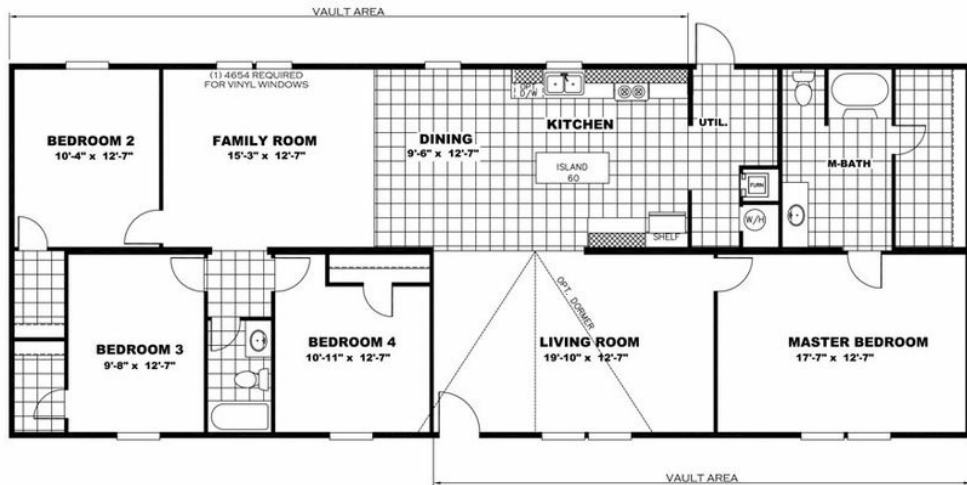 VAULT AREA
(1) 4654 REQUIRED
FOR VINYL WINDOWS
BEDROOM 2
10'-4" x 12'-7"
FAMILY ROOM
15'-3" x 12'-7"
DINING
9'-6" x 12'-7"
OPT.
D/W
KITCHEN
ISLAND
60
SHELF
UTIL.
FURN
W/H
M-BATH
BEDROOM 3
9'-8" x 12'-7"
BEDROOM 4
10'-11" x 12'-7"
OPT. DORMER
LIVING ROOM
19'-10" x 12'-7"
MASTER BEDROOM
17'-7" x 12'-7"
VAULT AREA